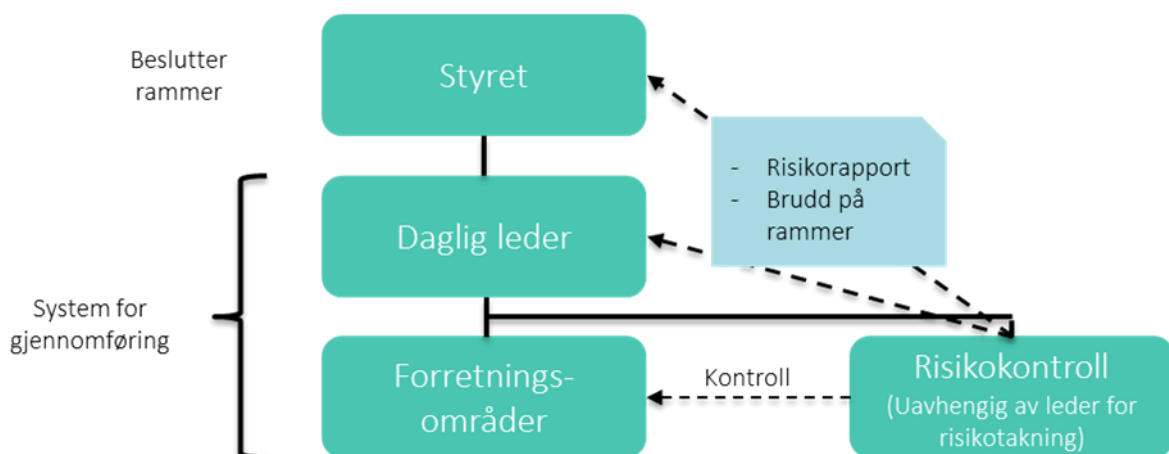 Beslutter
rammer
Styret
- Risikorapport
- Brudd på
rammer
Daglig leder
System for
gjennomføring
Forretnings-
områder
Kontroll
Risikokontroll
(Uavhengig av leder for
risikotakning)